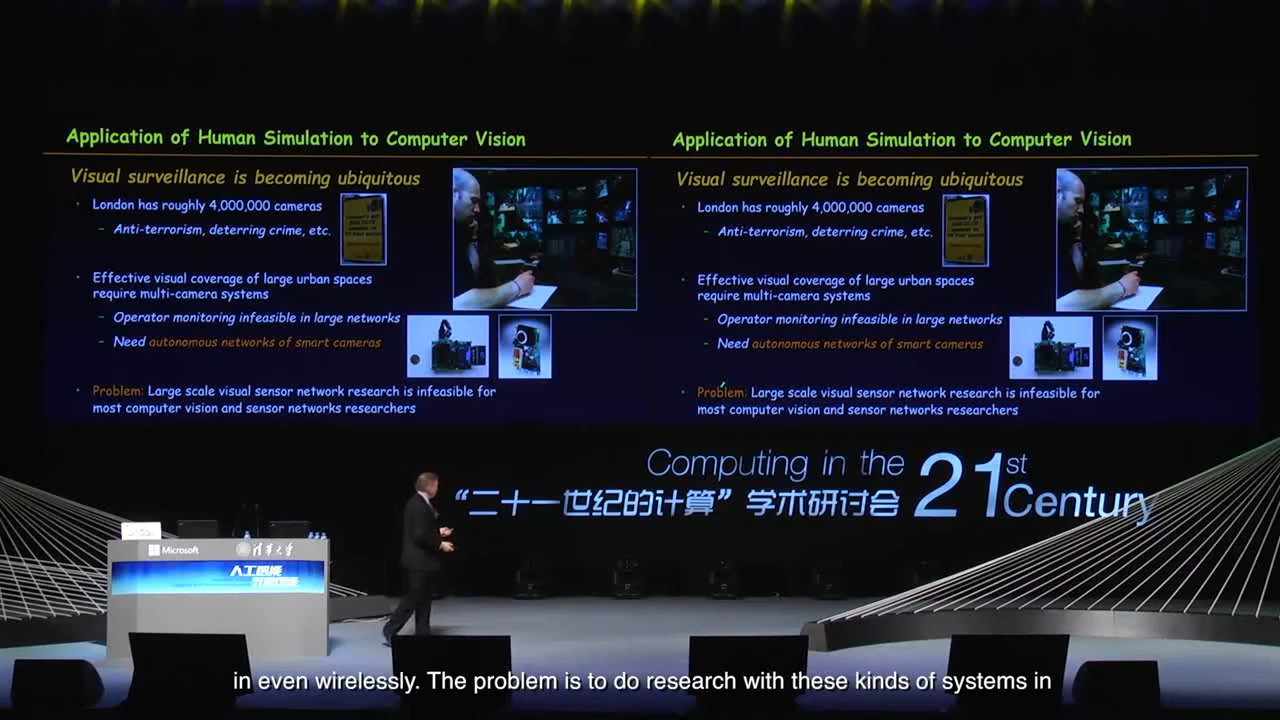 Application of Human Simulation to Computer Vision
Visual surveillance is becoming ubiquitous
London has roughly 4,000,000 cameras
– Anti-terrorism, deterring crime, etc.
Effective visual coverage of large urban spaces
require multi-camera systems
– Operator monitoring infeasible in large networks
– Need autonomous networks of smart cameras
Problem: Large scale visual sensor network research is infeasible for
most computer vision and sensor networks researchers
Application of Human Simulation to Computer Vision
Visual surveillance is becoming ubiquitous
London has roughly 4,000,000 cameras
– Anti-terrorism, deterring crime, etc.
Effective visual coverage of large urban spaces
require multi-camera systems
– Operator monitoring infeasible in large networks
– Need autonomous networks of smart cameras
Problem: Large scale visual sensor network research is infeasible for
most computer vision and sensor networks researchers
Computing in the 21st Century
“二十一世纪的计算”学术研讨会
Microsoft 清华大学
人工智能
in even wirelessly. The problem is to do research with these kinds of systems in